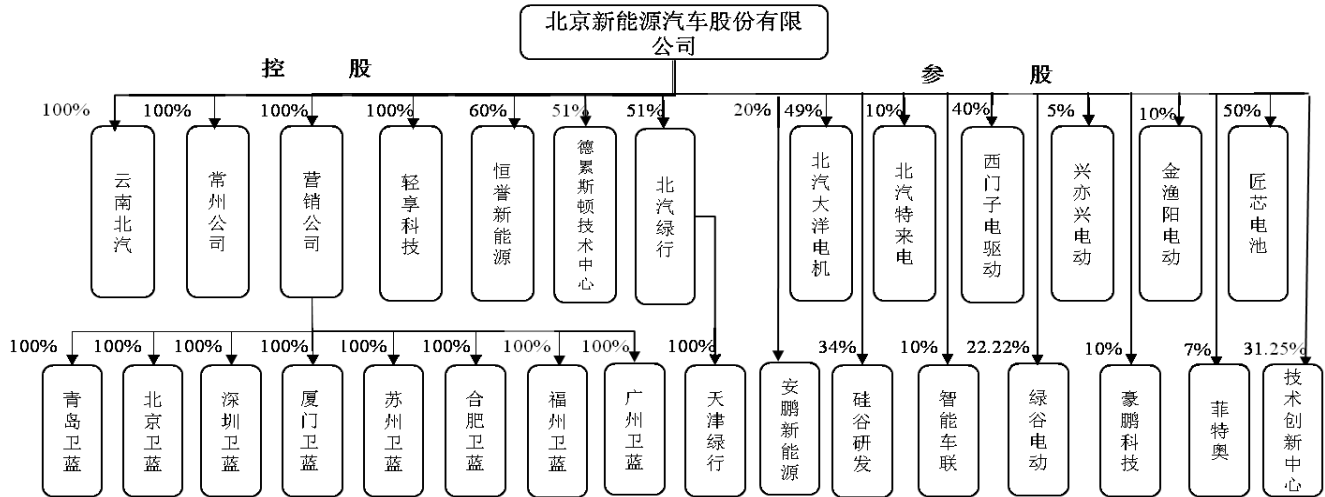 北京新能源汽车股份有限
公司
控 股
参 股
100%
100%
100%
100%
60%
51%
51%
20%
49%
10%
40%
5%
10%
50%
云南北汽
常州公司
营销公司
轻享科技
恒誉新能源
德累斯顿技术中心
北汽绿行
北汽大洋电机
北汽特来电
西门子电驱动
兴亦兴电动
金渔阳电动
匠芯电池
100%
100%
100%
100%
100%
100%
100%
100%
100%
34%
10%
22.22%
10%
7%
31.25%
青岛卫蓝
北京卫蓝
深圳卫蓝
厦门卫蓝
苏州卫蓝
合肥卫蓝
福州卫蓝
广州卫蓝
天津绿行
安鹏新能源
硅谷研发
智能车联
绿谷电动
豪鹏科技
菲特奥
技术创新中心